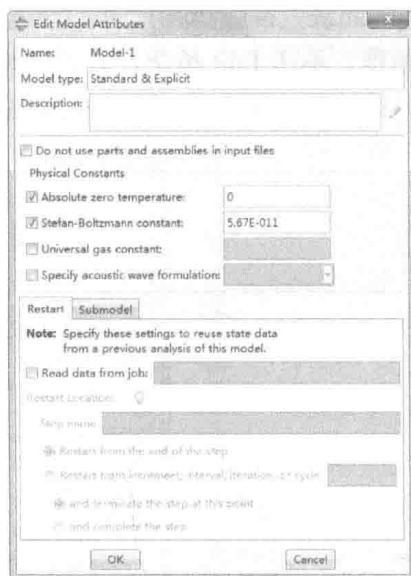 Edit Model Attributes
Name: Model-1
Model type: Standard & Explicit
Description:
Do not use parts and assemblies in input files
Physical Constants
Absolute zero temperature: 0
Stefan-Boltzmann constant: 5.67E-011
Universal gas constant:
Specify acoustic wave formulation:
Restart Submodel
Note: Specify these settings to reuse state data
from a previous analysis of this model.
Read data from job:
Restart Location:
Step name:
Restart from the end of the step
Restart from increment, interval, iteration, or cycle:
and terminate the step at this point
and complete the step
OK Cancel